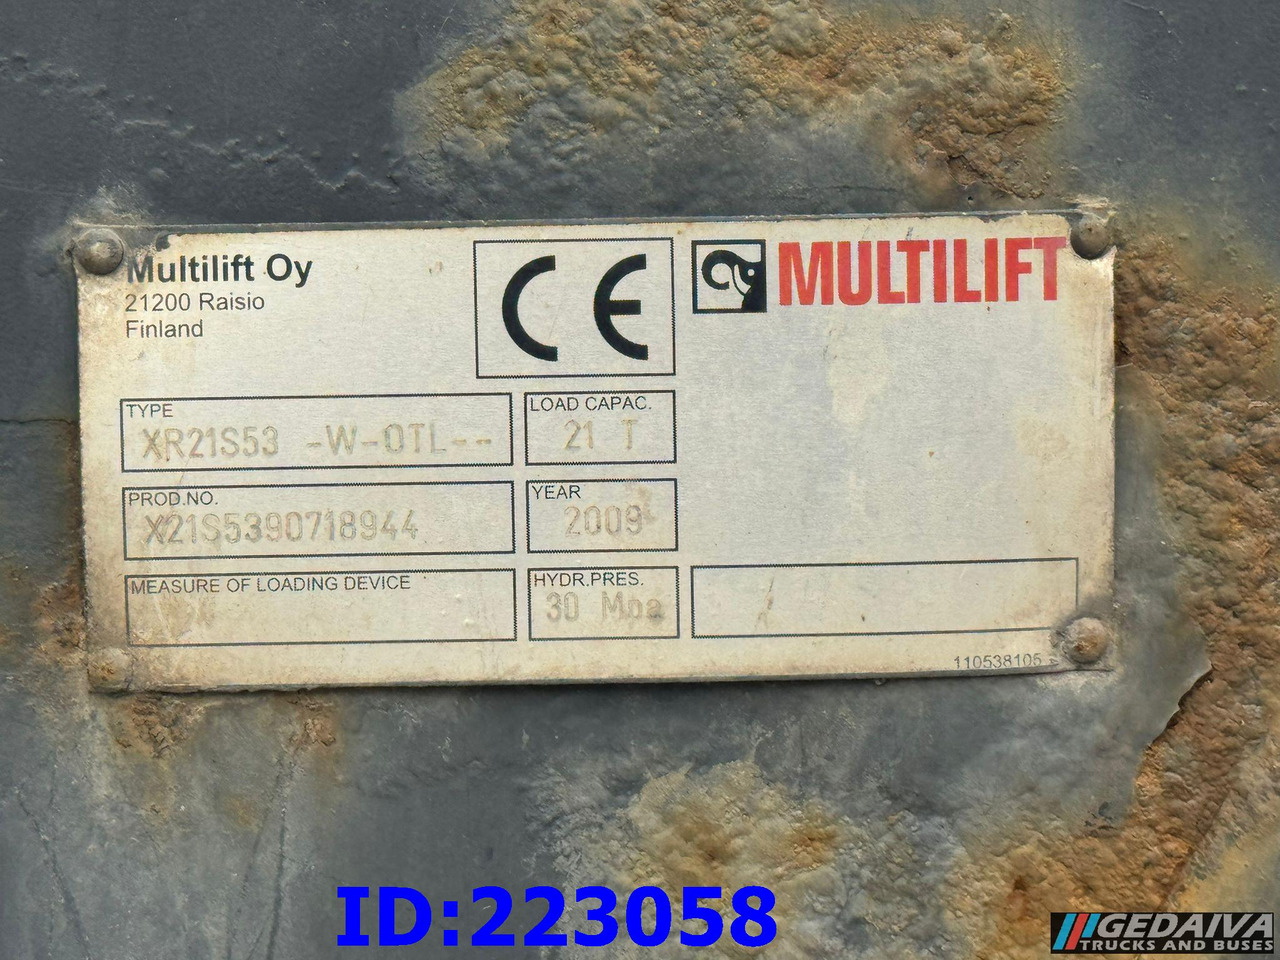 Multilift Oy
21200 Raisio
Finland
CE
MULTILIFT
TYPE
XR21S53 -W-OTL--
LOAD CAPAC.
21 T
PROD.NO.
X21S5390718944
YEAR
2009
MEASURE OF LOADING DEVICE
HYDR.PRES.
30 Mpa
110538105
ID:223058
GEDAIVA
TRUCKS AND BUSES